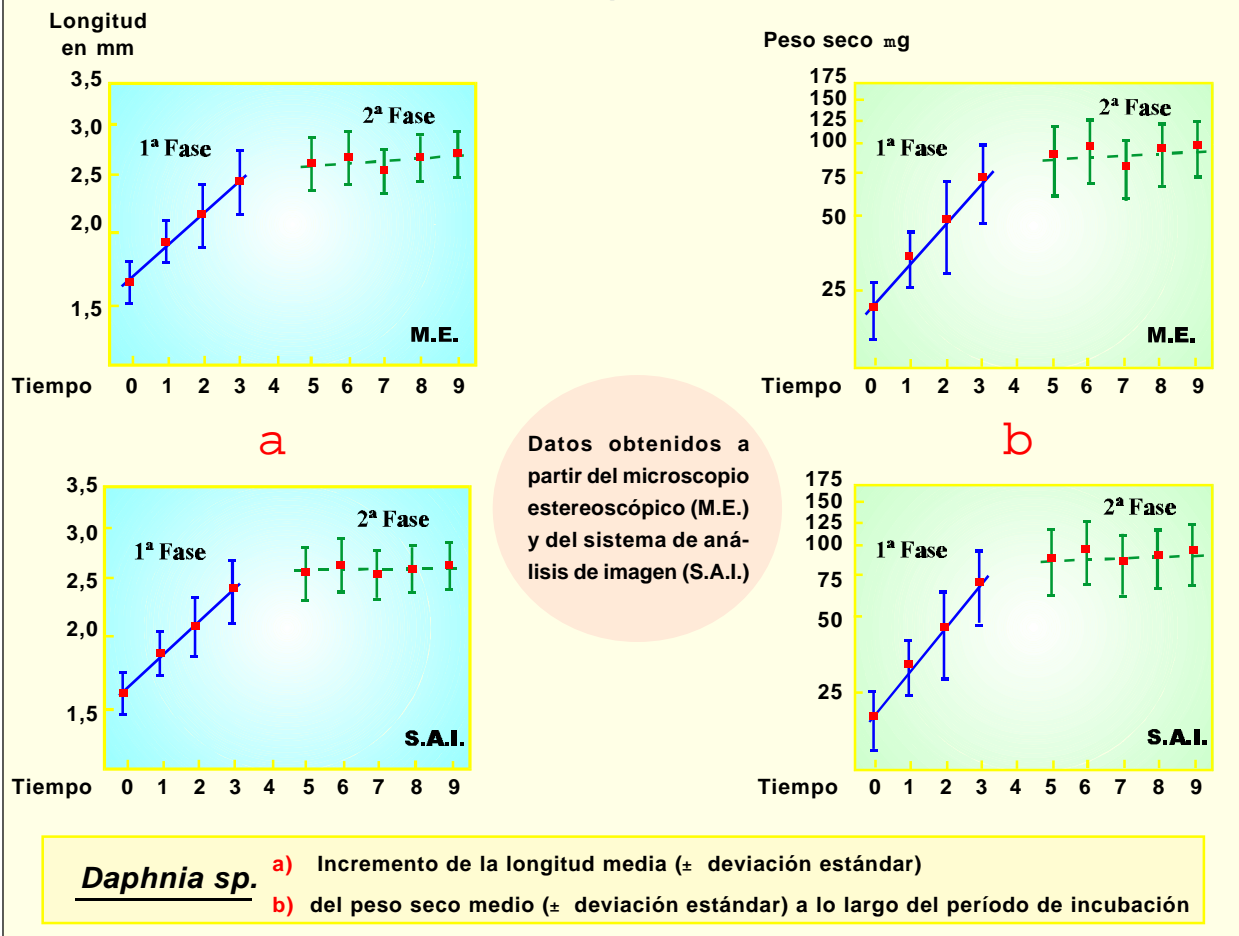 Longitud
en mm
3,5
3,0
2,5
2,0
1,5
1ª Fase
2ª Fase
M.E.
Tiempo 0 1 2 3 4 5 6 7 8 9
Peso seco mg
175
150
125
100
75
50
25
1ª Fase
2ª Fase
M.E.
Tiempo 0 1 2 3 4 5 6 7 8 9
a
b
Datos obtenidos a
partir del microscopio
estereoscópico (M.E.)
y del sistema de aná-
lisis de imagen (S.A.I.)
3,5
3,0
2,5
2,0
1,5
1ª Fase
2ª Fase
S.A.I.
Tiempo 0 1 2 3 4 5 6 7 8 9
175
150
125
100
75
50
25
1ª Fase
2ª Fase
S.A.I.
Tiempo 0 1 2 3 4 5 6 7 8 9
Daphnia sp.
a) Incremento de la longitud media (± deviación estándar)
b) del peso seco medio (± deviación estándar) a lo largo del período de incubación